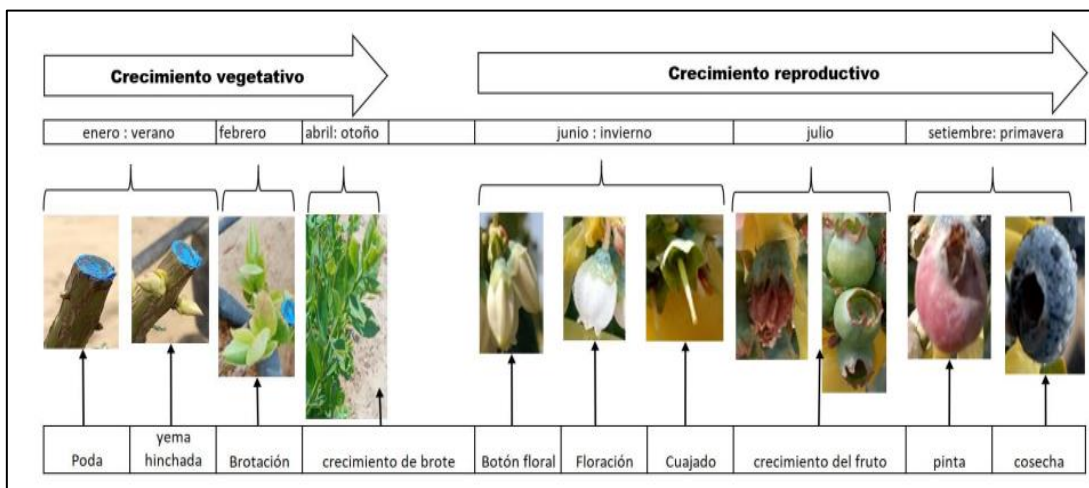 Crecimiento vegetativo
Crecimiento reproductivo
enero : verano
febrero
abril: otoño
junio : invierno
julio
setiembre: primavera
Poda
yema
hinchada
Brotación
crecimiento de brote
Botón floral
Floración
Cuajado
crecimiento del fruto
pinta
cosecha